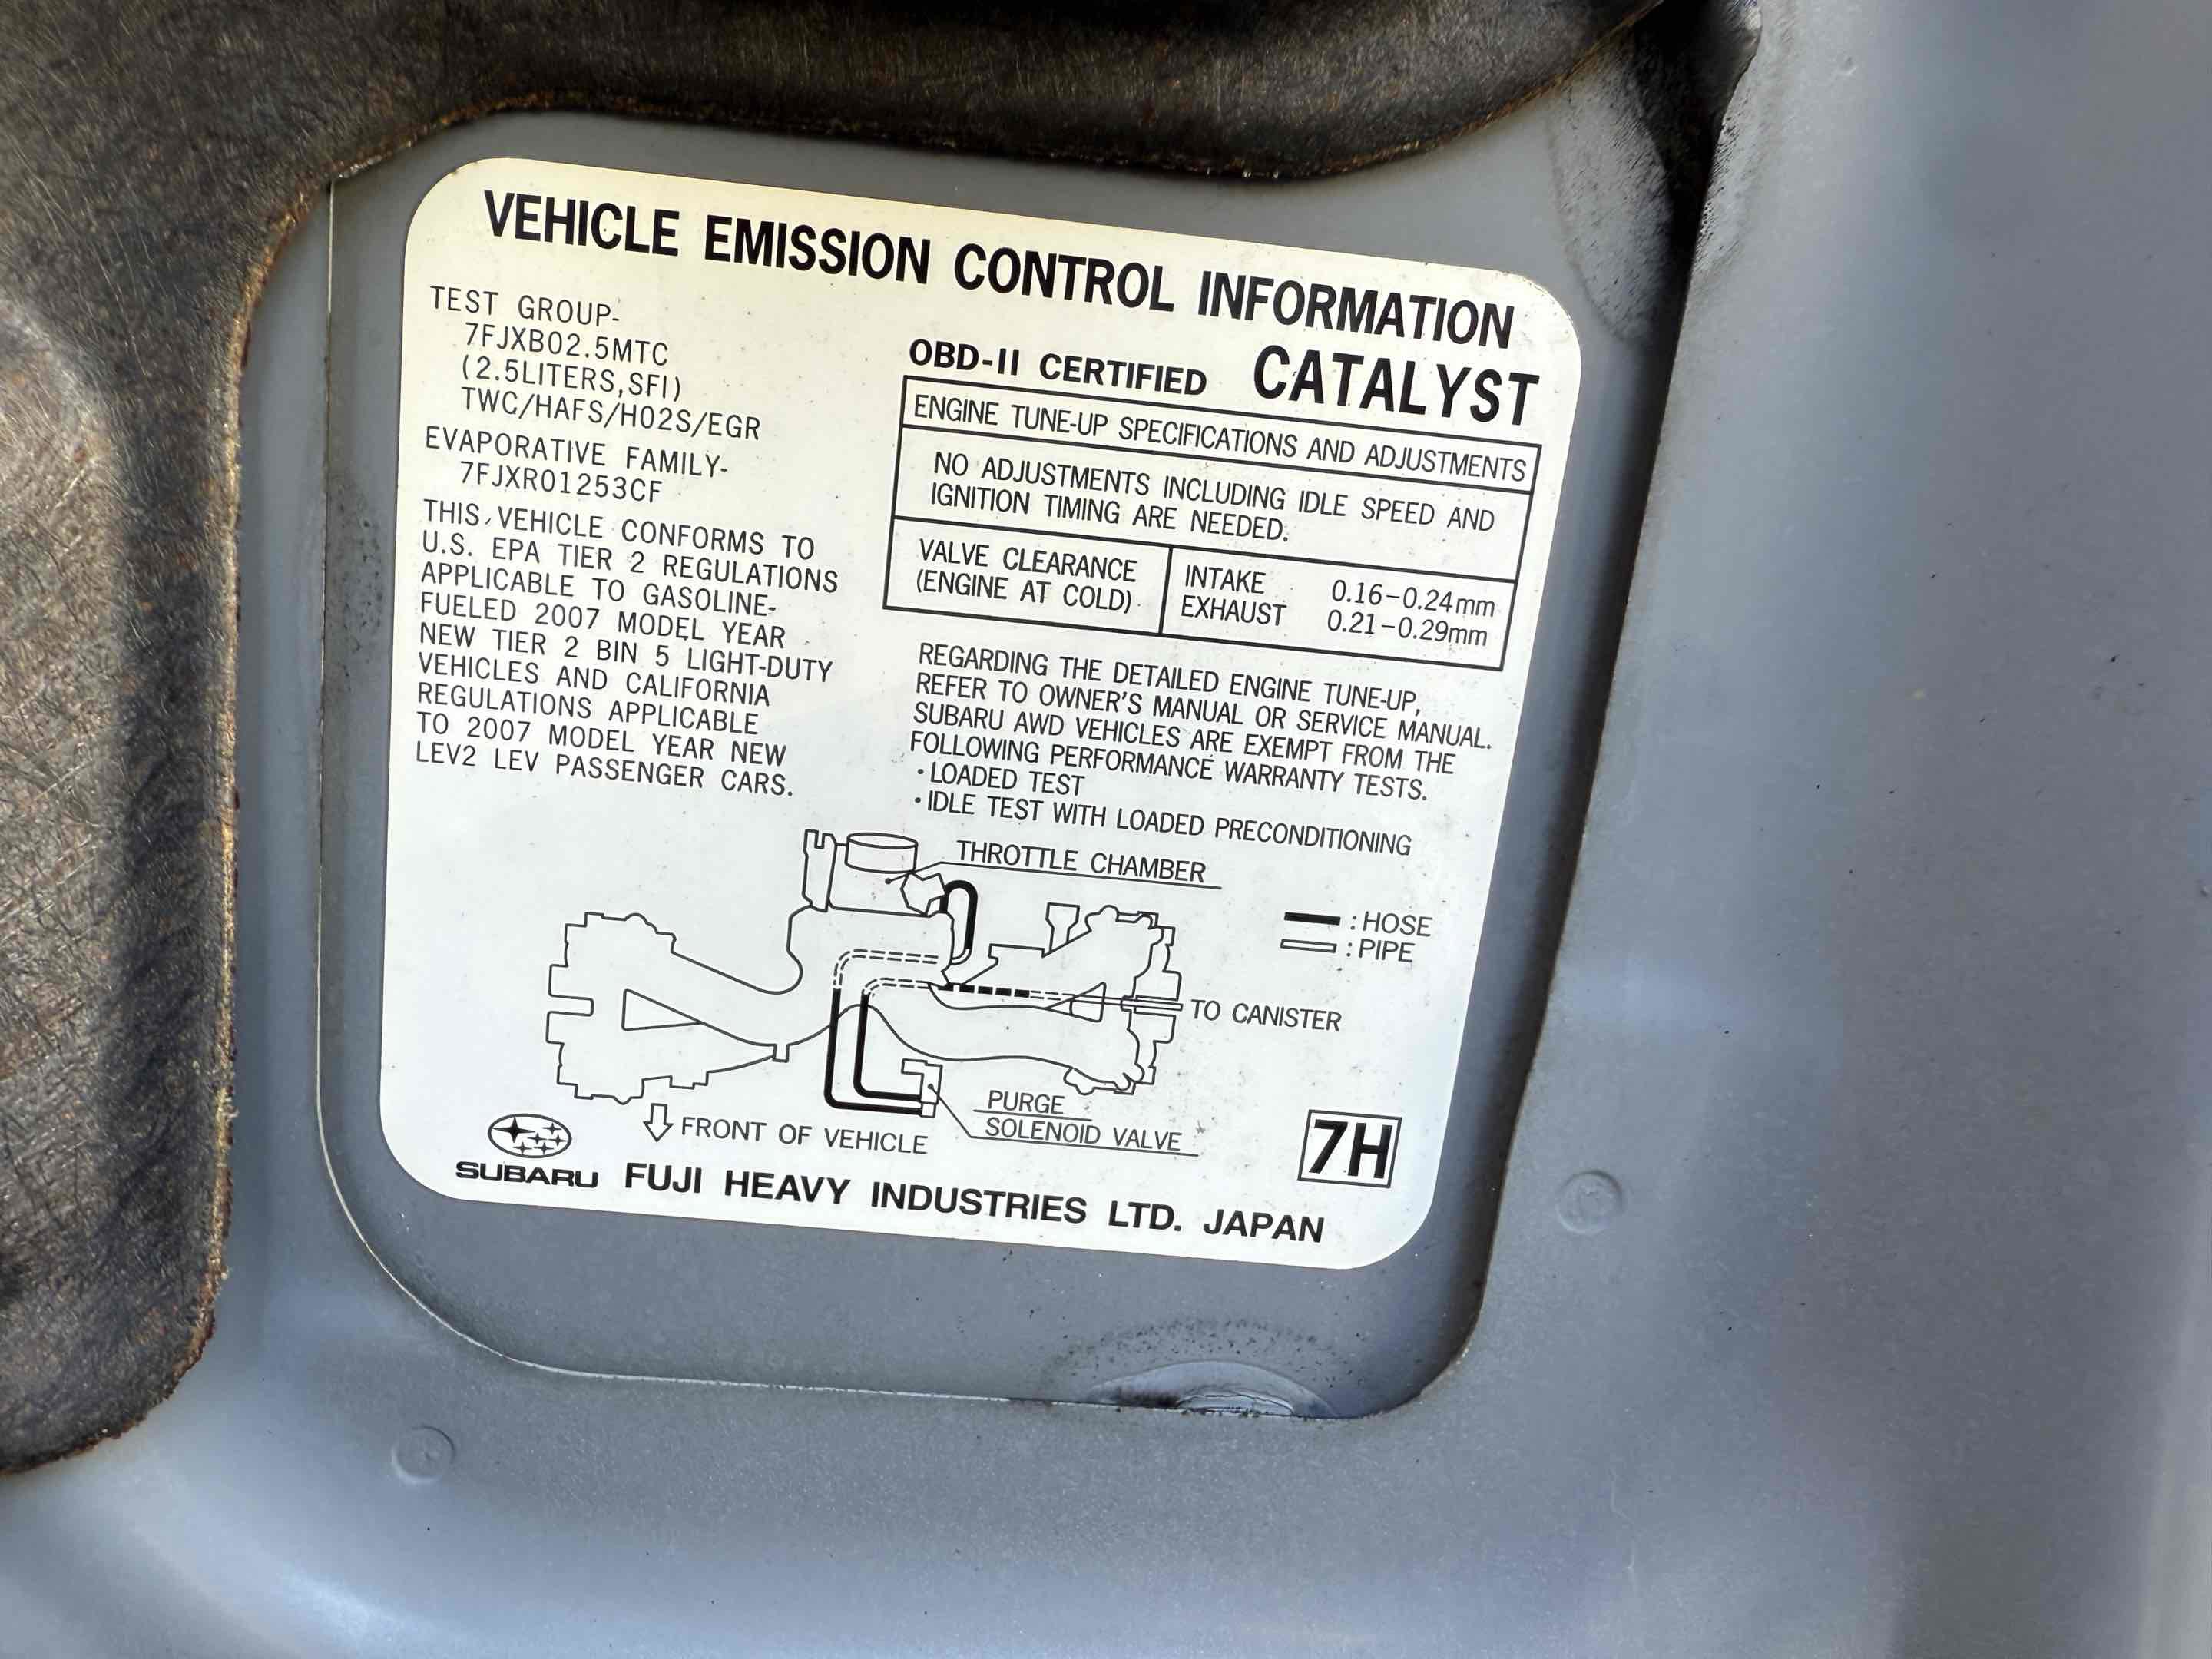 VEHICLE EMISSION CONTROL INFORMATION
TEST GROUP-
7FJXB02.5MTC
(2.5LITERS,SFI)
TWC/HAFS/HO2S/EGR
EVAPORATIVE FAMILY-
7FJXR01253CF
THIS VEHICLE CONFORMS TO
U.S. EPA TIER 2 REGULATIONS
APPLICABLE TO GASOLINE-
FUELED 2007 MODEL YEAR
NEW TIER 2 BIN 5 LIGHT-DUTY
VEHICLES AND CALIFORNIA
REGULATIONS APPLICABLE
TO 2007 MODEL YEAR NEW
LEV2 LEV PASSENGER CARS.
OBD-II CERTIFIED CATALYST
ENGINE TUNE-UP SPECIFICATIONS AND ADJUSTMENTS
NO ADJUSTMENTS INCLUDING IDLE SPEED AND
IGNITION TIMING ARE NEEDED.
VALVE CLEARANCE
(ENGINE AT COLD)
INTAKE 0.16-0.24mm
EXHAUST 0.21-0.29mm
REGARDING THE DETAILED ENGINE TUNE-UP,
REFER TO OWNER'S MANUAL OR SERVICE MANUAL.
SUBARU AWD VEHICLES ARE EXEMPT FROM THE
FOLLOWING PERFORMANCE WARRANTY TESTS.
・LOADED TEST
・IDLE TEST WITH LOADED PRECONDITIONING
THROTTLE CHAMBER
:HOSE
:PIPE
TO CANISTER
PURGE
SOLENOID VALVE
FRONT OF VEHICLE
7H
SUBARU FUJI HEAVY INDUSTRIES LTD. JAPAN